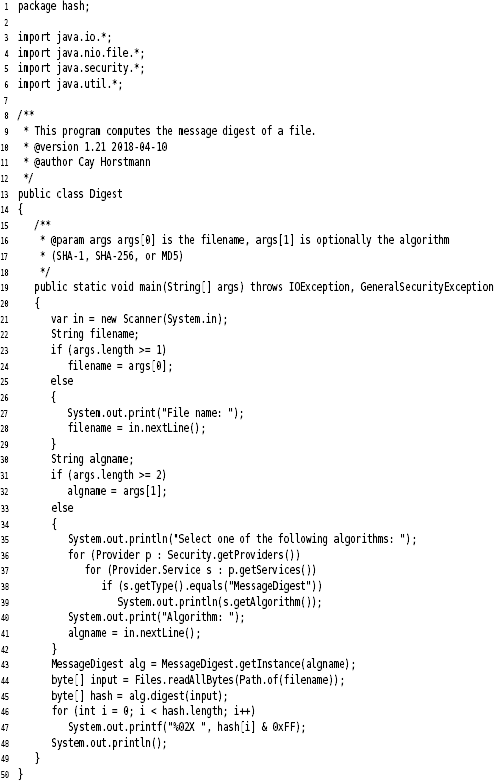 1 package hash;
2
3 import java.io.*;
4 import java.nio.file.*;
5 import java.security.*;
6 import java.util.*;
7
8 /**
9  * This program computes the message digest of a file.
10  * @version 1.21 2018-04-10
11  * @author Cay Horstmann
12  */
13 public class Digest
14 {
15    /**
16     * @param args args[0] is the filename, args[1] is optionally the algorithm
17     * (SHA-1, SHA-256, or MD5)
18     */
19    public static void main(String[] args) throws IOException, GeneralSecurityException
20    {
21       var in = new Scanner(System.in);
22       String filename;
23       if (args.length >= 1)
24          filename = args[0];
25       else
26       {
27          System.out.print("File name: ");
28          filename = in.nextLine();
29       }
30       String algname;
31       if (args.length >= 2)
32          algname = args[1];
33       else
34       {
35          System.out.println("Select one of the following algorithms: ");
36          for (Provider p : Security.getProviders())
37             for (Provider.Service s : p.getServices())
38                if (s.getType().equals("MessageDigest"))
39                   System.out.println(s.getAlgorithm());
40          System.out.print("Algorithm: ");
41          algname = in.nextLine();
42       }
43       MessageDigest alg = MessageDigest.getInstance(algname);
44       byte[] input = Files.readAllBytes(Path.of(filename));
45       byte[] hash = alg.digest(input);
46       for (int i = 0; i < hash.length; i++)
47          System.out.printf("%02X ", hash[i] & 0xFF);
48       System.out.println();
49    }
50 }